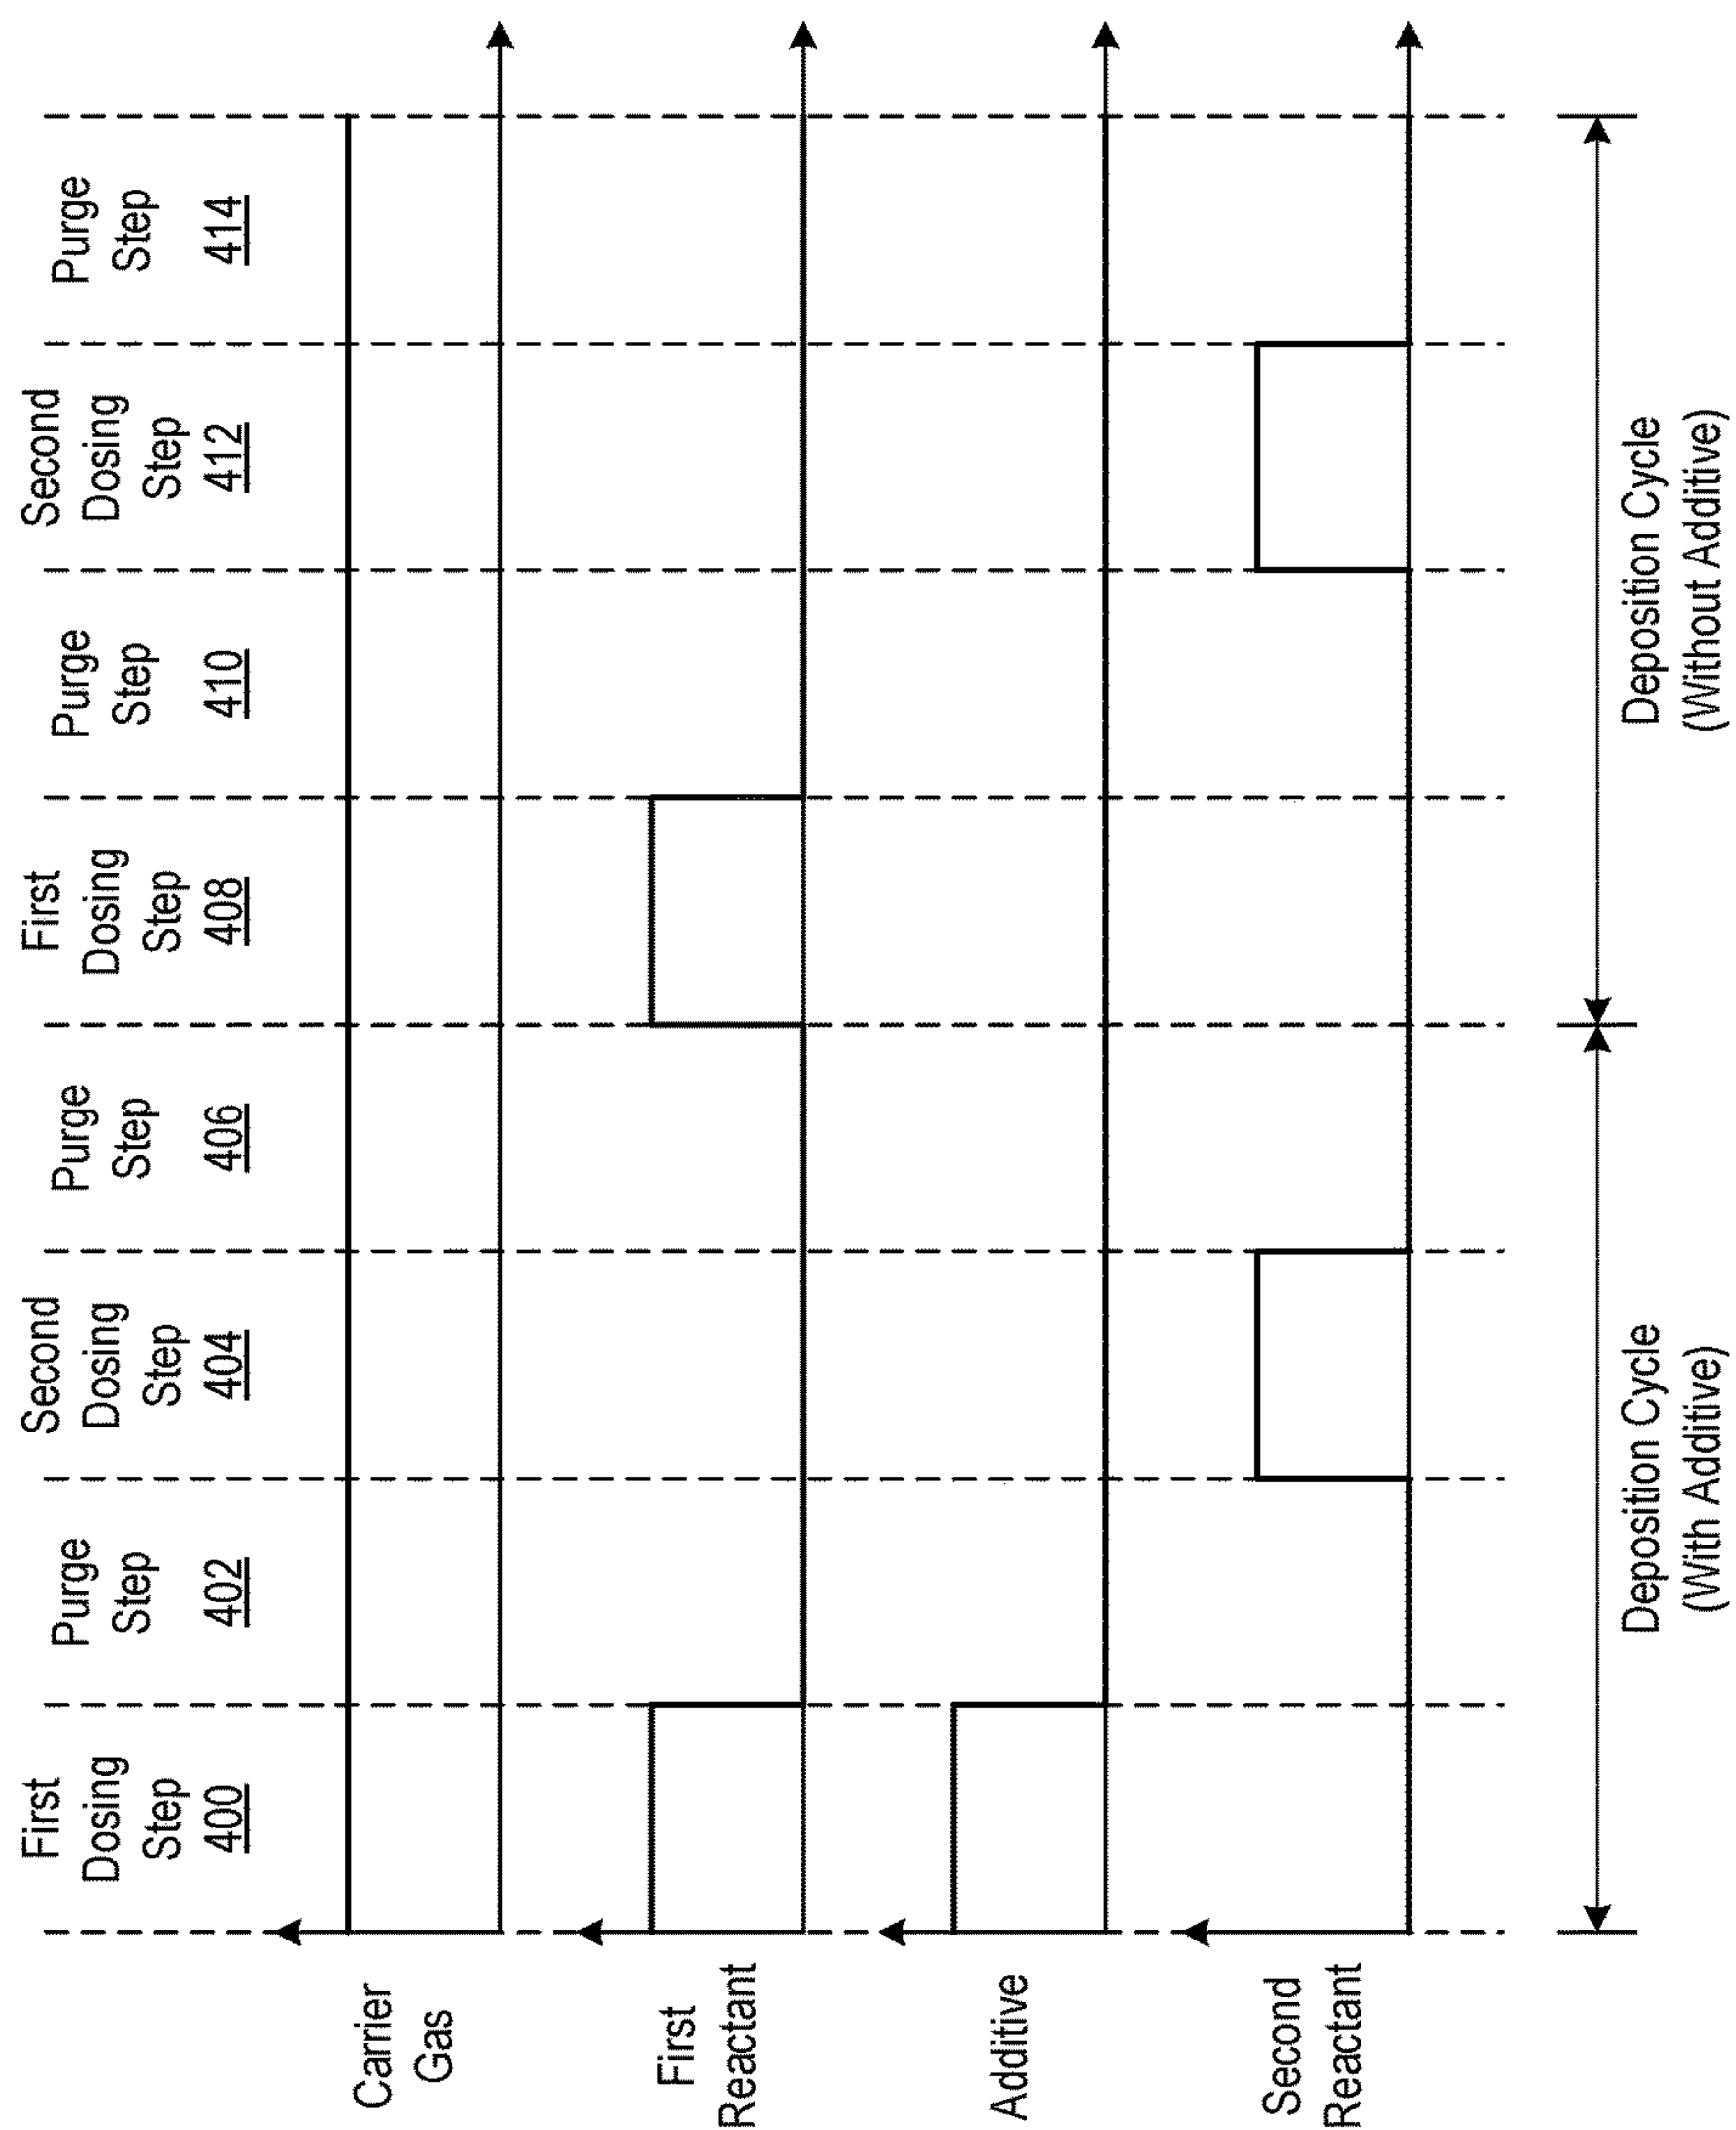 First
Dosing
Step
400
Purge
Step
402
Second
Dosing
Step
404
Purge
Step
406
First
Dosing
Step
408
Purge
Step
410
Second
Dosing
Step
412
Purge
Step
414
Carrier
Gas
First
Reactant
Additive
Second
Reactant
Deposition Cycle
(With Additive)
Deposition Cycle
(Without Additive)